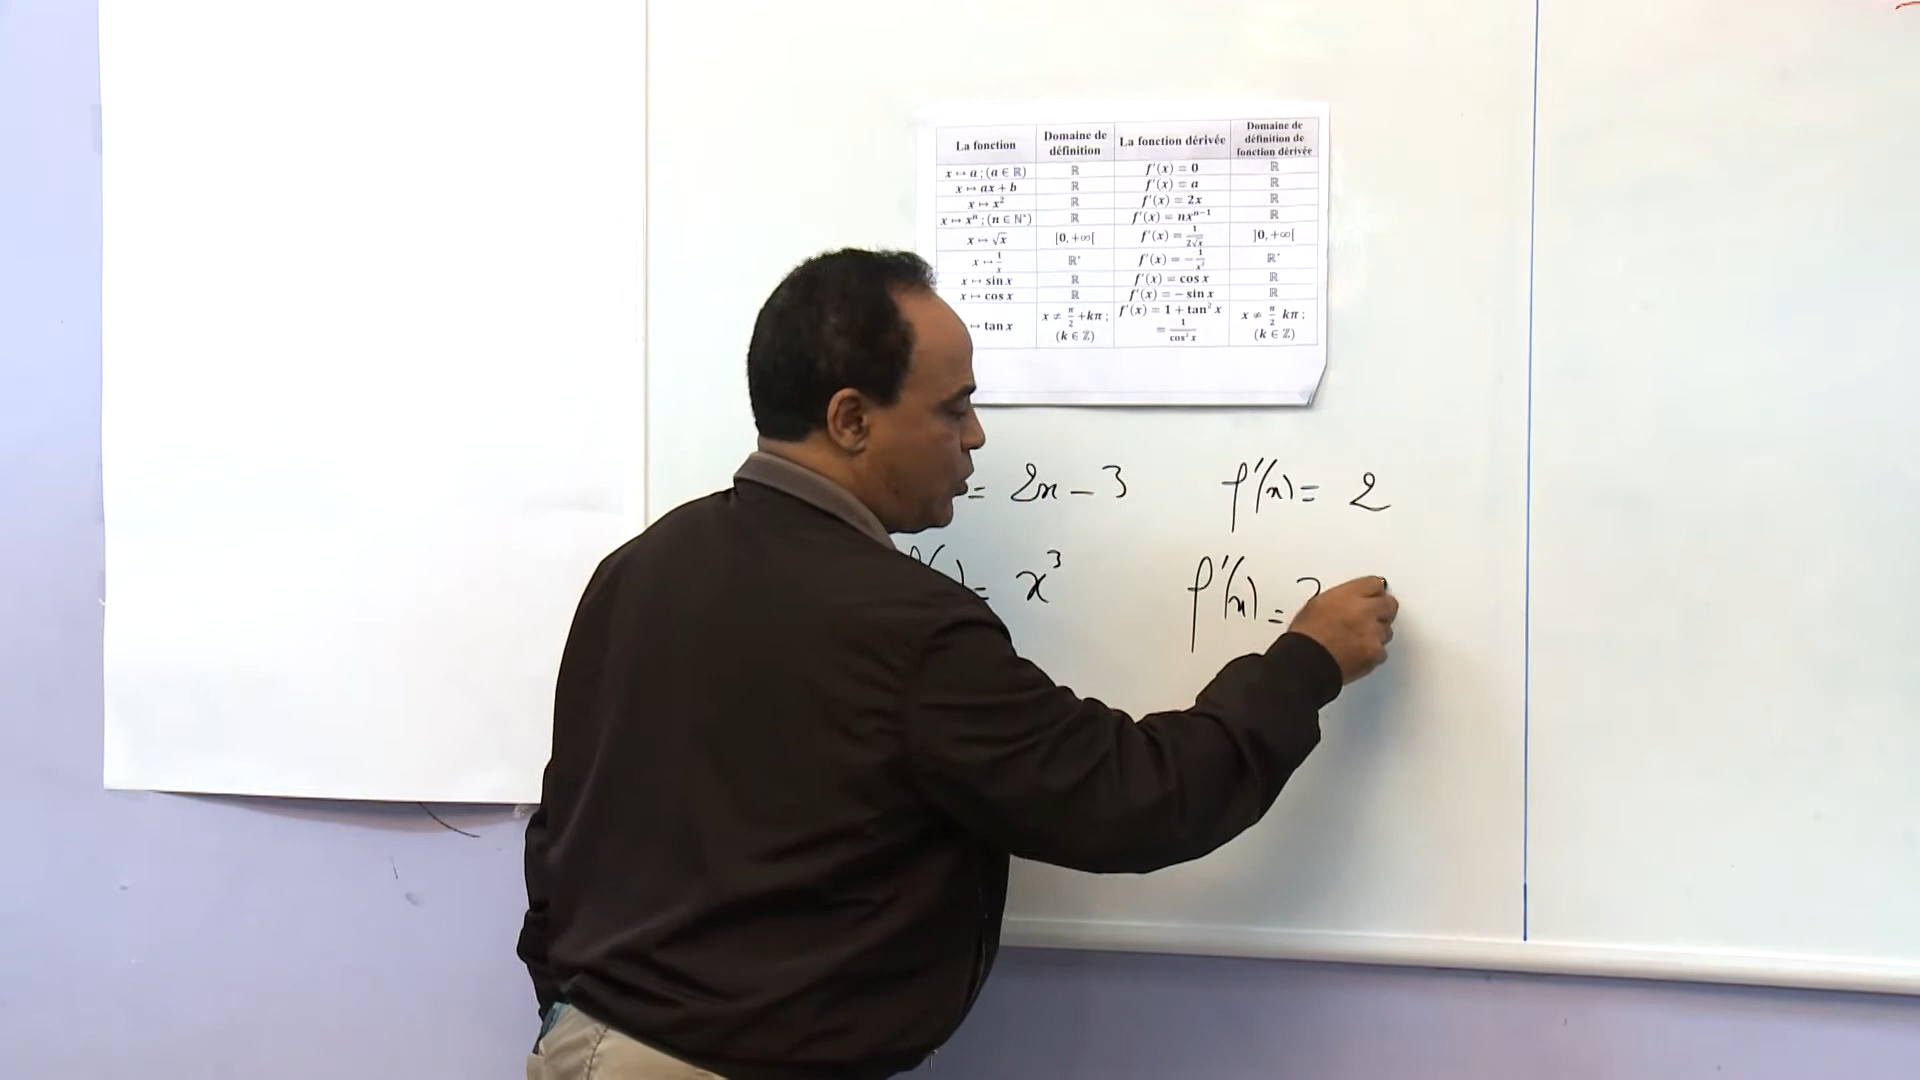 La fonction Domaine de définition La fonction dérivée Domaine de définition de fonction dérivée
x ↦ a ; (a ∈ ℝ) ℝ f'(x) = 0 ℝ
x ↦ ax + b ℝ f'(x) = a ℝ
x ↦ x² ℝ f'(x) = 2x ℝ
x ↦ xⁿ ; (n ∈ ℕ*) ℝ f'(x) = nxⁿ⁻¹ ℝ
x ↦ √x [0, +∞[ f'(x) = 1/2√x ]0, +∞[
x ↦ 1/x ℝ* f'(x) = − 1/x² ℝ*
x ↦ sin x ℝ f'(x) = cos x ℝ
x ↦ cos x ℝ f'(x) = − sin x ℝ
↦ tan x x ≠ π/2 + kπ ; (k ∈ ℤ) f'(x) = 1 + tan² x = 1/cos² x x ≠ π/2 kπ ; (k ∈ ℤ)
= 2x − 3 f'(x) = 2
= x³ f'(x) =